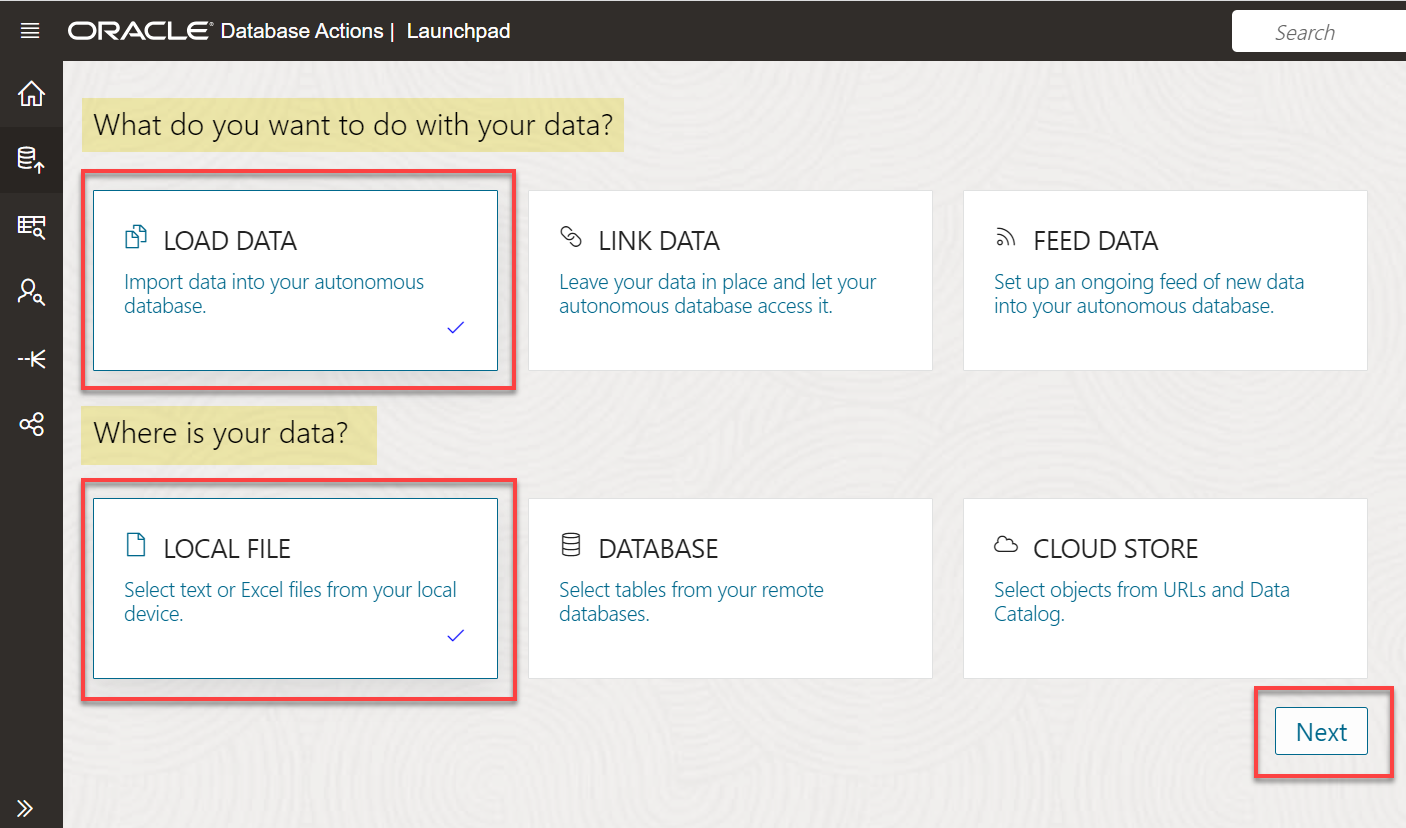 ORACLE® Database Actions | Launchpad
Search
What do you want to do with your data?
LOAD DATA
Import data into your autonomous
database.
LINK DATA
Leave your data in place and let your
autonomous database access it.
FEED DATA
Set up an ongoing feed of new data
into your autonomous database.
Where is your data?
LOCAL FILE
Select text or Excel files from your local
device.
DATABASE
Select tables from your remote
databases.
CLOUD STORE
Select objects from URLs and Data
Catalog.
Next